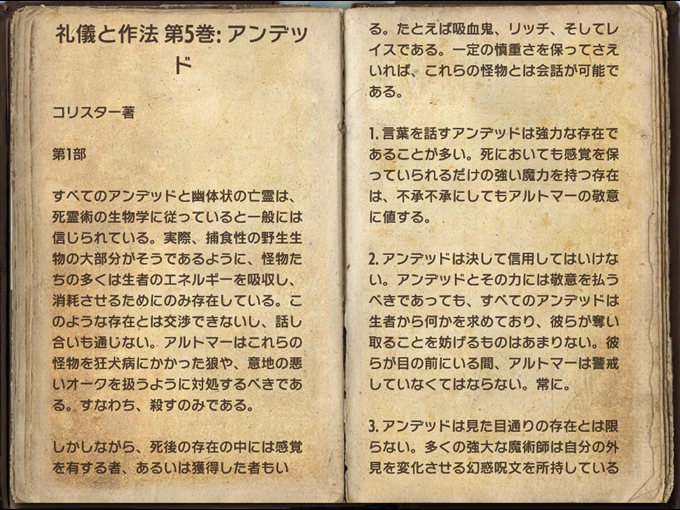 礼儀と作法 第5巻: アンデッ
ド
コリスター著
第1部
すべてのアンデッドと幽体状の亡霊は、
死霊術の生物学に従っていると一般には
信じられている。実際、捕食性の野生生
物の大部分がそうであるように、怪物た
ちの多くは生者のエネルギーを吸収し、
消耗させるためにのみ存在している。こ
のような存在とは交渉できないし、話し
合いも通じない。アルトマーはこれらの
怪物を狂犬病にかかった狼や、意地の悪
いオークを扱うように対処するべきであ
る。すなわち、殺すのみである。
しかしながら、死後の存在の中には感覚
を有する者、あるいは獲得した者もい
る。たとえば吸血鬼、リッチ、そしてレ
イスである。一定の慎重さを保ってさえ
いれば、これらの怪物とは会話が可能で
ある。
1. 言葉を話すアンデッドは強力な存在で
あることが多い。死においても感覚を保
っていられるだけの強い魔力を持つ存在
は、不承不承にしてもアルトマーの敬意
に値する。
2. アンデッドは決して信用してはいけな
い。アンデッドとその力には敬意を払う
べきであっても、すべてのアンデッドは
生者から何かを求めており、彼らが奪い
取ることを妨げるものはあまりない。彼
らが目の前にいる間、アルトマーは警戒
していなくてはならない。常に。
3. アンデッドは見た目通りの存在とは限
らない。多くの強大な魔術師は自分の外
見を変化させる幻惑呪文を所持している